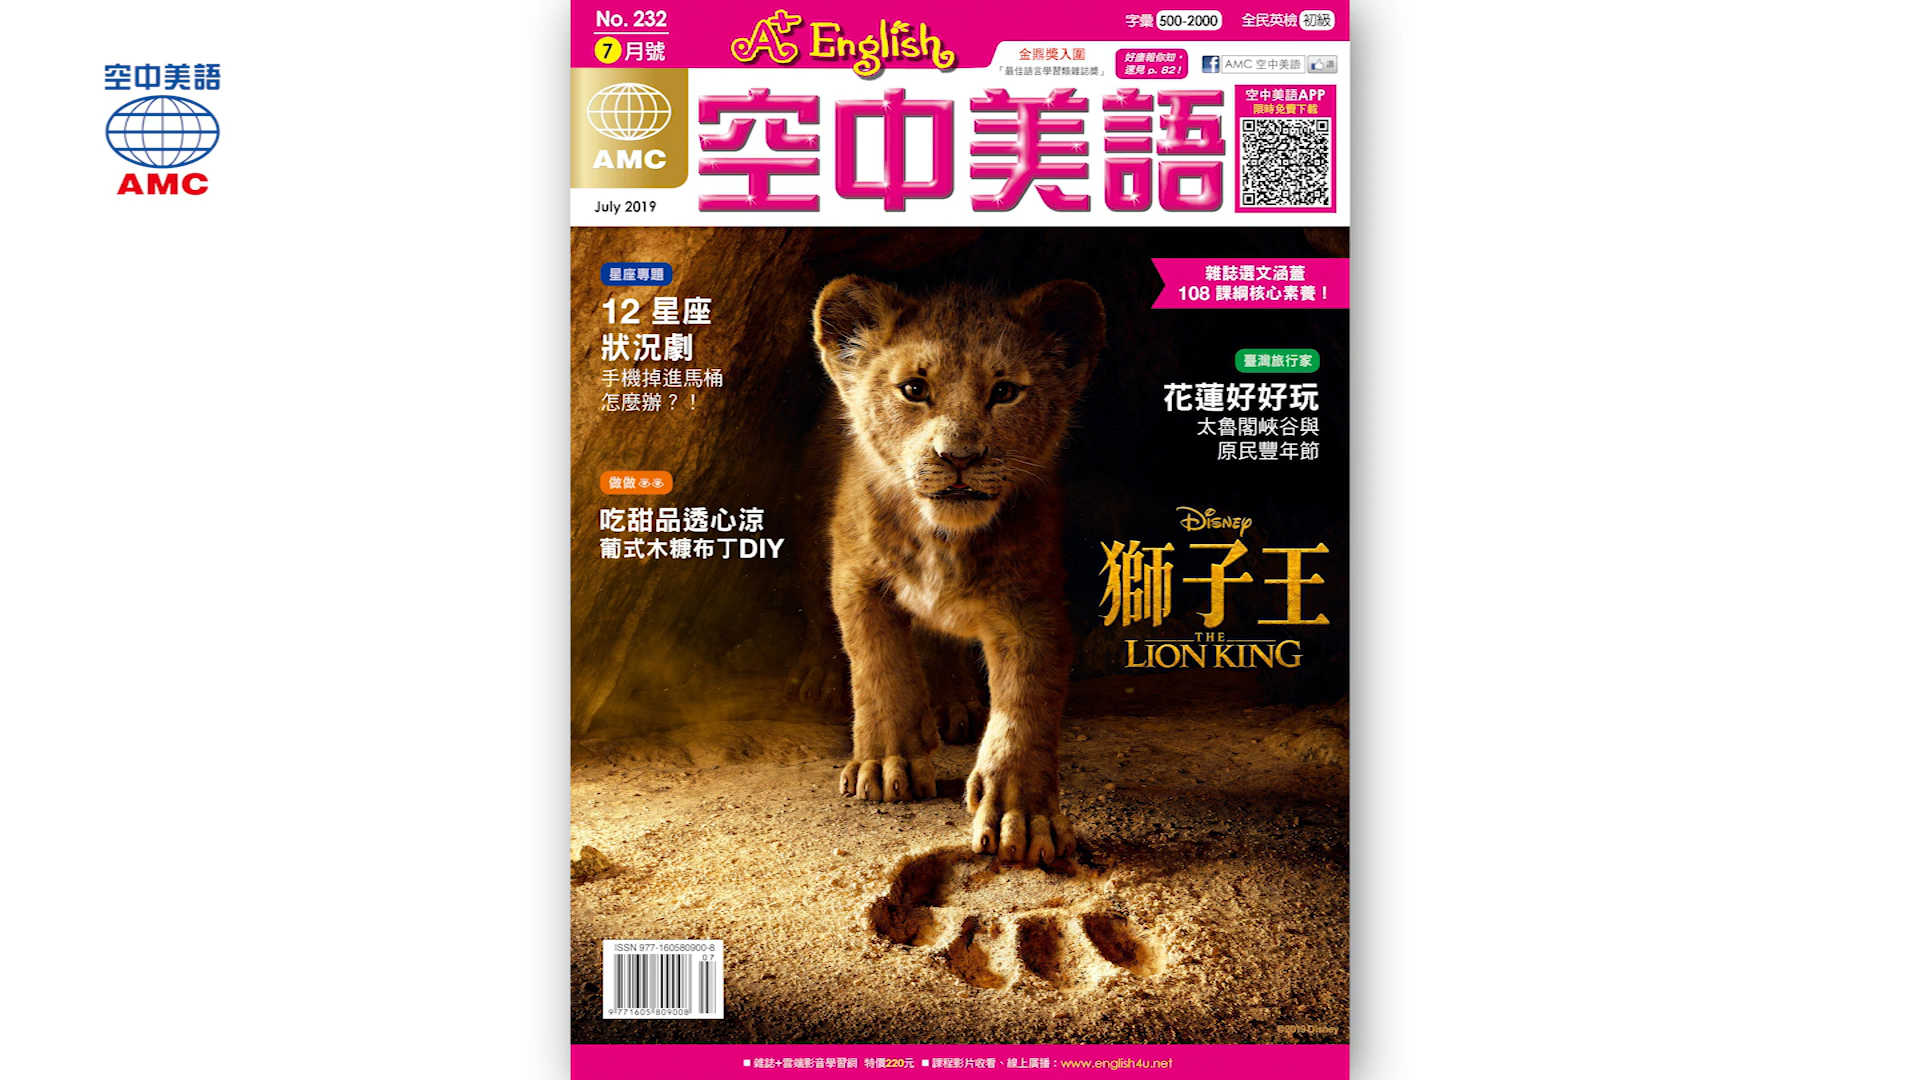 空中美語
AMC
No. 232
7月號
A+ English
字彙 500-2000 全民英檢 初級
金鼎獎入圍
「最佳語言學習類雜誌獎」
好康報你知,
速見 p. 82!
AMC 空中美語 讚
AMC
July 2019
空中美語
空中美語APP
限時免費下載
星座專題
12 星座
狀況劇
手機掉進馬桶
怎麼辦?!
做做
吃甜品透心涼
葡式木糠布丁DIY
雜誌選文涵蓋
108 課綱核心素養!
臺灣旅行家
花蓮好好玩
太魯閣峽谷與
原民豐年節
Disney
獅子王
THE
LION KING
ISSN 977-160580900-8
07
9 771605 809008
©2019 Disney
■ 雜誌+雲端影音學習網 特價220元 ■ 課程影片收看、線上廣播:www.english4u.net